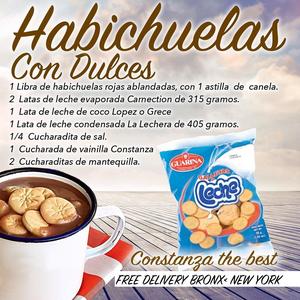 Habichuelas
Con Dulces
1 Libra de habichuelas rojas ablandadas, con 1 astilla de canela.
2 Latas de leche evaporada Carnection de 315 gramos.
1 Lata de leche de coco Lopez o Grece
1 Lata de leche condensada La Lechera de 405 gramos.
1/4 Cucharadita de sal.
1 Cucharada de vainilla Constanza
2 Cucharaditas de mantequilla.
GUARINA
Galletas de
Leche
Constanza the best
FREE DELIVERY BRONX • NEW YORK